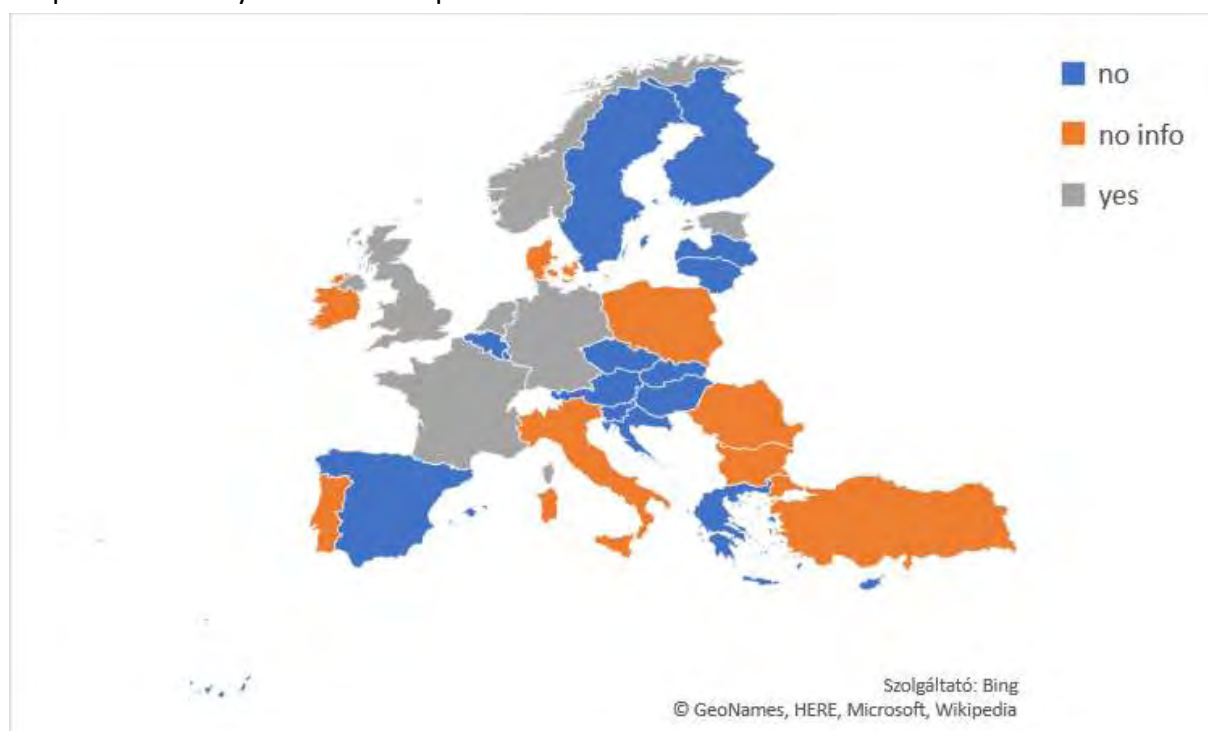 no
no info
yes
Szolgáltató: Bing
© GeoNames, HERE, Microsoft, Wikipedia